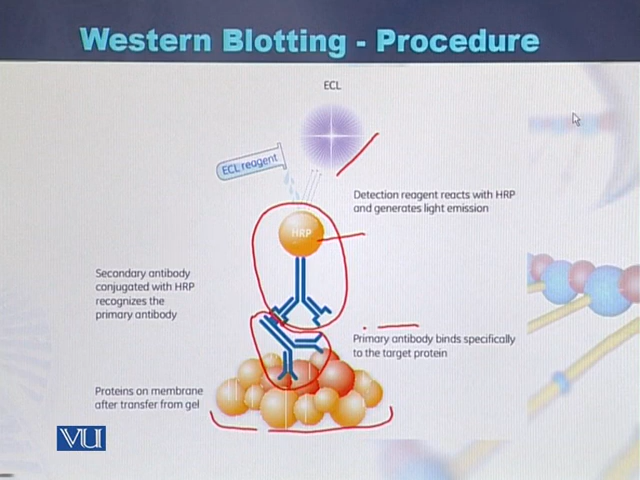 Western Blotting - Procedure
ECL
ECL reagent
Detection reagent reacts with HRP
and generates light emission
HRP
Secondary antibody
conjugated with HRP
recognizes the
primary antibody
Primary antibody binds specifically
to the target protein
Proteins on membrane
after transfer from gel
VU